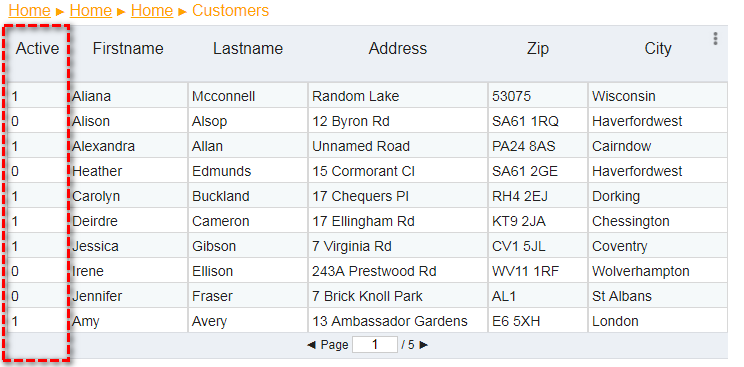 Home ▸ Home ▸ Home ▸ Customers
Active Firstname Lastname Address Zip City
1 Aliana Mcconnell Random Lake 53075 Wisconsin
0 Alison Alsop 12 Byron Rd SA61 1RQ Haverfordwest
1 Alexandra Allan Unnamed Road PA24 8AS Cairndow
0 Heather Edmunds 15 Cormorant Cl SA61 2GE Haverfordwest
1 Carolyn Buckland 17 Chequers Pl RH4 2EJ Dorking
1 Deirdre Cameron 17 Ellingham Rd KT9 2JA Chessington
1 Jessica Gibson 7 Virginia Rd CV1 5JL Coventry
0 Irene Ellison 243A Prestwood Rd WV11 1RF Wolverhampton
0 Jennifer Fraser 7 Brick Knoll Park AL1 St Albans
1 Amy Avery 13 Ambassador Gardens E6 5XH London
◄ Page 1 / 5 ►